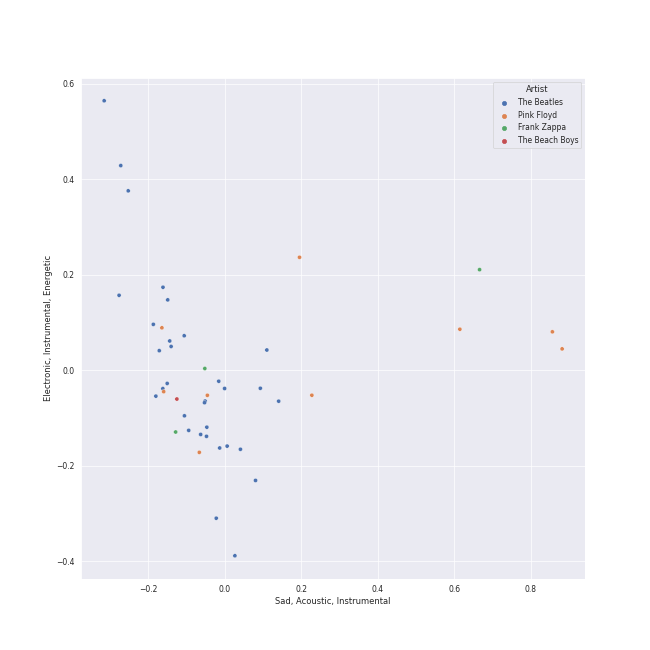 0.6
0.4
0.2
0.0
−0.2
−0.4
Electronic, Instrumental, Energetic
Artist
The Beatles
Pink Floyd
Frank Zappa
The Beach Boys
−0.2 0.0 0.2 0.4 0.6 0.8
Sad, Acoustic, Instrumental